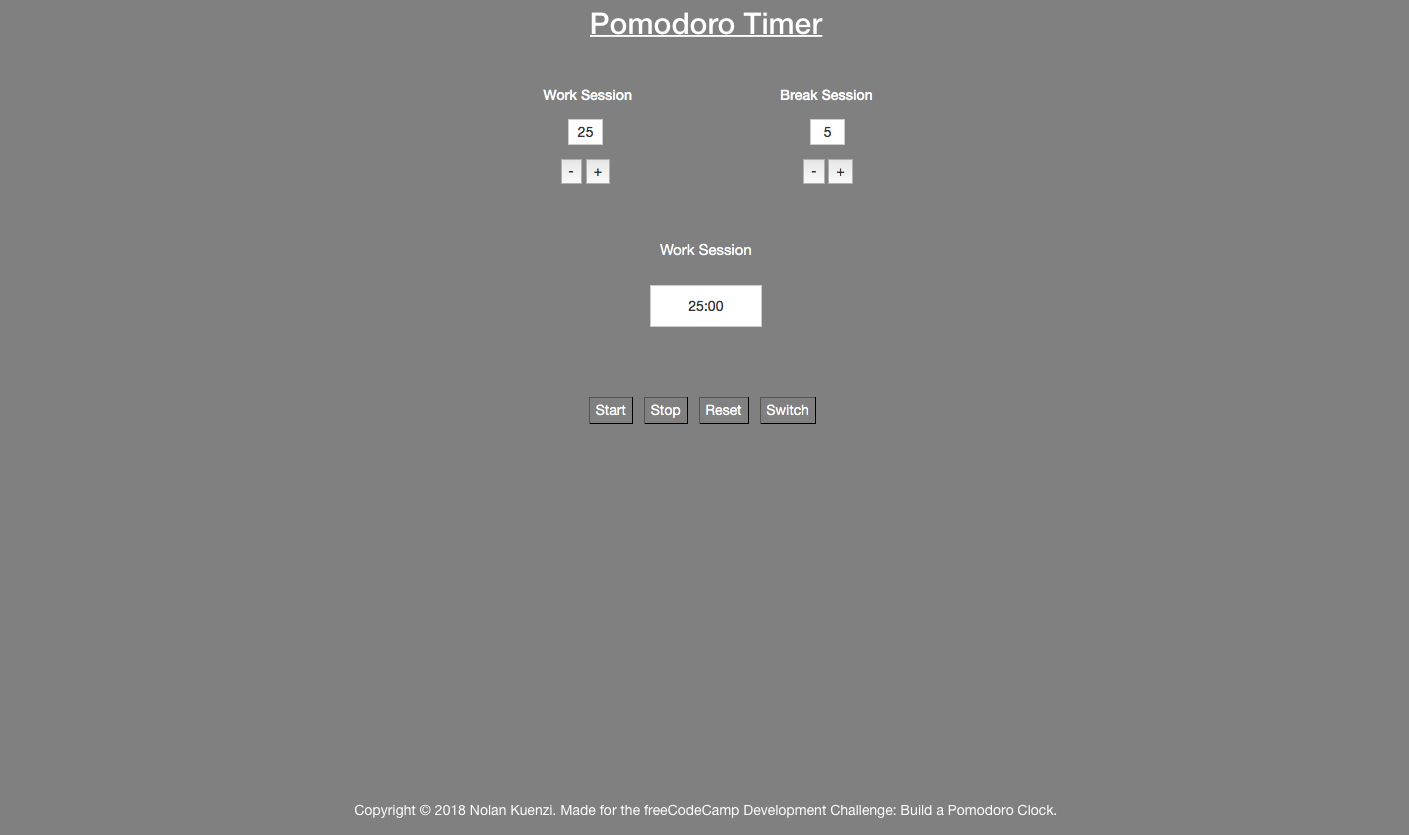 Pomodoro Timer
Work Session Break Session
25 5
- + - +
Work Session
25:00
Start Stop Reset Switch
Copyright © 2018 Nolan Kuenzi. Made for the freeCodeCamp Development Challenge: Build a Pomodoro Clock.